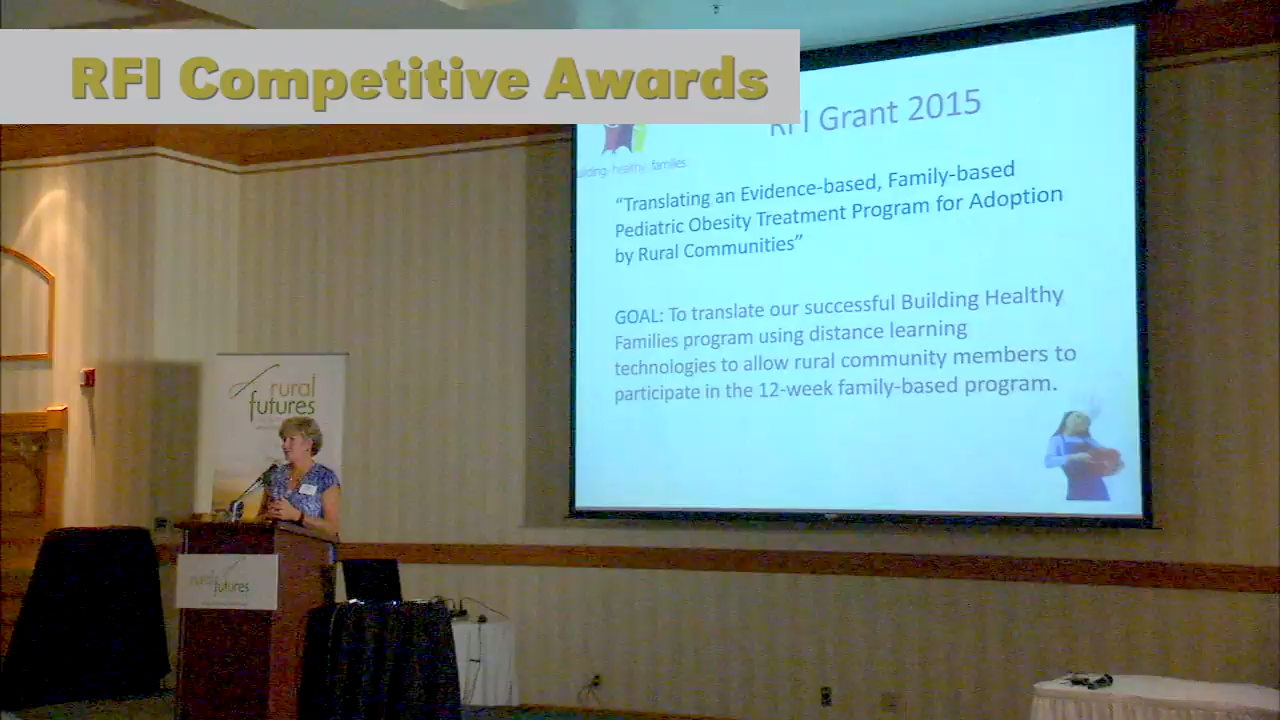 RFI Competitive Awards
RFI Grant 2015
building healthy families
“Translating an Evidence-based, Family-based
Pediatric Obesity Treatment Program for Adoption
by Rural Communities”
GOAL: To translate our successful Building Healthy
Families program using distance learning
technologies to allow rural community members to
participate in the 12-week family-based program.
rural
futures
rural
futures